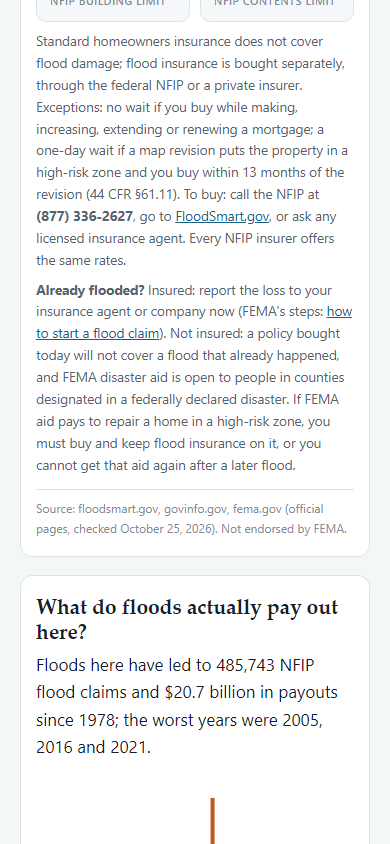 NFIP BUILDING LIMIT NFIP CONTENTS LIMIT
Standard homeowners insurance does not cover
flood damage; flood insurance is bought separately,
through the federal NFIP or a private insurer.
Exceptions: no wait if you buy while making,
increasing, extending or renewing a mortgage; a
one-day wait if a map revision puts the property in a
high-risk zone and you buy within 13 months of the
revision (44 CFR §61.11). To buy: call the NFIP at
(877) 336-2627, go to FloodSmart.gov, or ask any
licensed insurance agent. Every NFIP insurer offers
the same rates.
Already flooded? Insured: report the loss to your
insurance agent or company now (FEMA's steps: how
to start a flood claim). Not insured: a policy bought
today will not cover a flood that already happened,
and FEMA disaster aid is open to people in counties
designated in a federally declared disaster. If FEMA
aid pays to repair a home in a high-risk zone, you
must buy and keep flood insurance on it, or you
cannot get that aid again after a later flood.
Source: floodsmart.gov, govinfo.gov, fema.gov (official
pages, checked October 25, 2026). Not endorsed by FEMA.
What do floods actually pay out
here?
Floods here have led to 485,743 NFIP
flood claims and $20.7 billion in payouts
since 1978; the worst years were 2005,
2016 and 2021.